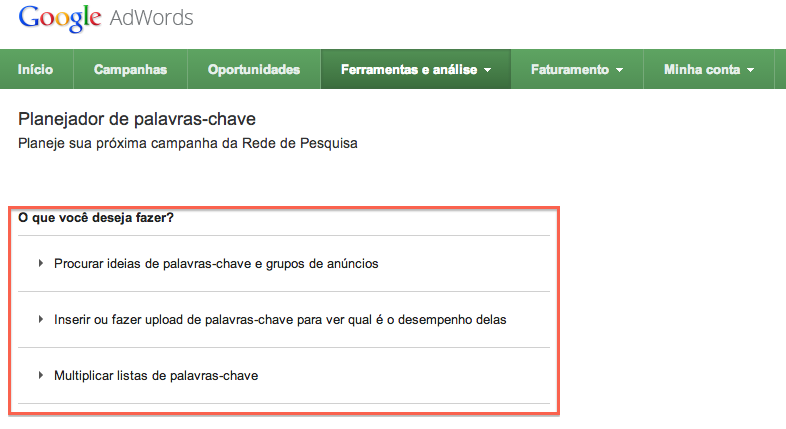 Google AdWords
Início Campanhas Oportunidades Ferramentas e análise Faturamento Minha conta
Planejador de palavras-chave
Planeje sua próxima campanha da Rede de Pesquisa
O que você deseja fazer?
Procurar ideias de palavras-chave e grupos de anúncios
Inserir ou fazer upload de palavras-chave para ver qual é o desempenho delas
Multiplicar listas de palavras-chave